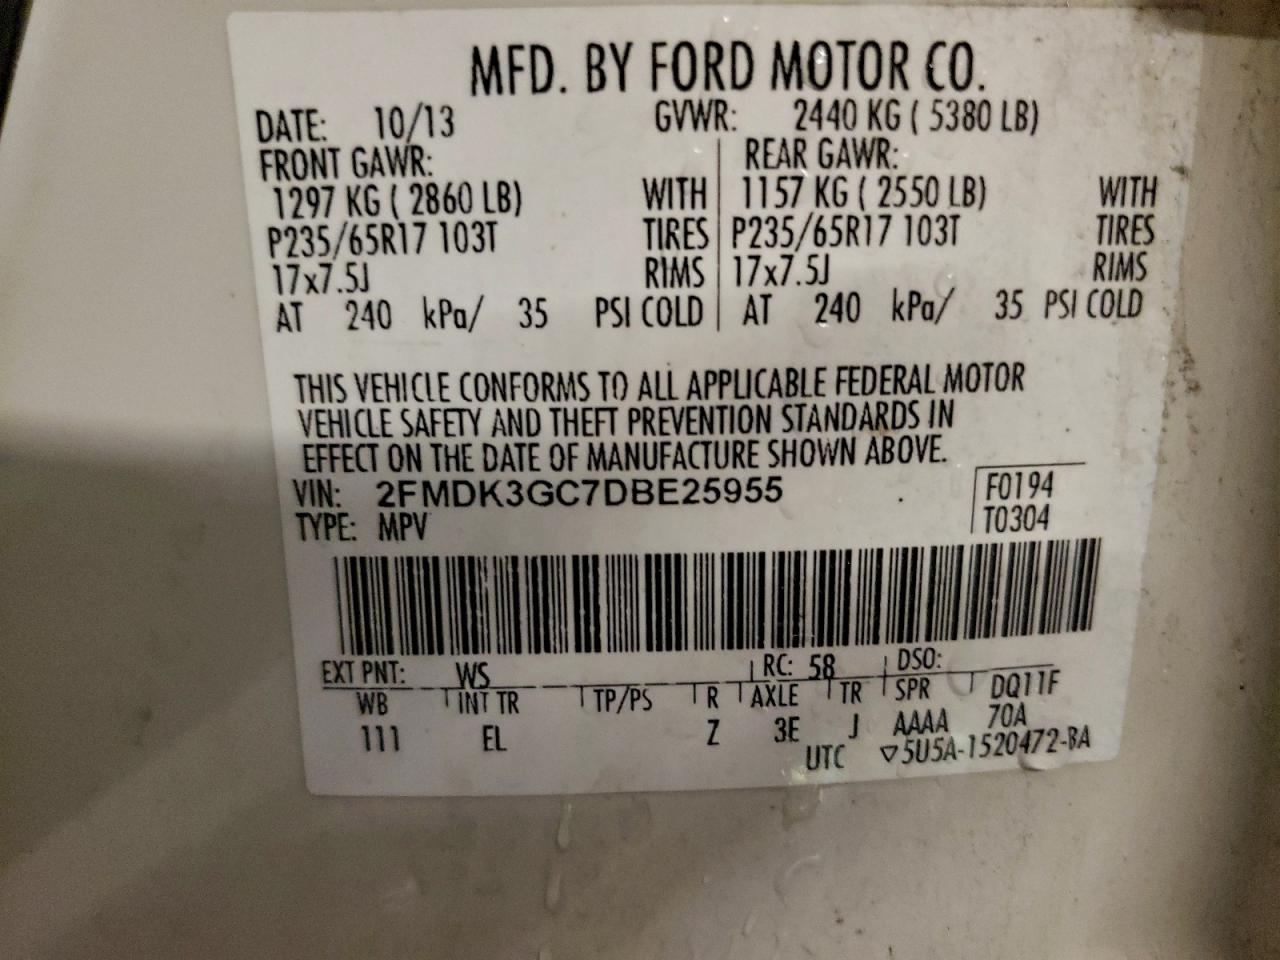 MFD. BY FORD MOTOR CO.
DATE: 10/13 GVWR: 2440 KG ( 5380 LB)
FRONT GAWR: REAR GAWR:
1297 KG ( 2860 LB) WITH 1157 KG ( 2550 LB) WITH
P235/65R17 103T TIRES P235/65R17 103T TIRES
17x7.5J RIMS 17x7.5J RIMS
AT 240 kPa/ 35 PSI COLD AT 240 kPa/ 35 PSI COLD
THIS VEHICLE CONFORMS TO ALL APPLICABLE FEDERAL MOTOR
VEHICLE SAFETY AND THEFT PREVENTION STANDARDS IN
EFFECT ON THE DATE OF MANUFACTURE SHOWN ABOVE.
VIN: 2FMDK3GC7DBE25955 F0194
TYPE: MPV T0304
EXT PNT: WS RC: 58 DSO:
WB INT TR TP/PS R AXLE TR SPR DQ11F
111 EL Z 3E J AAAA 70A
UTC ▽5U5A-1520472-BA